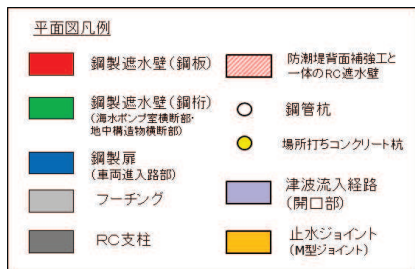 平面図凡例
鋼製遮水壁(鋼板)
鋼製遮水壁(鋼桁)
(海水ポンプ室横断部・
地中構造物横断部)
鋼製扉
(車両進入路部)
フーチング
RC支柱
防潮堤背面補強工と
一体のRC遮水壁
鋼管杭
場所打ちコンクリート杭
津波流入経路
(開口部)
止水ジョイント
(M型ジョイント)